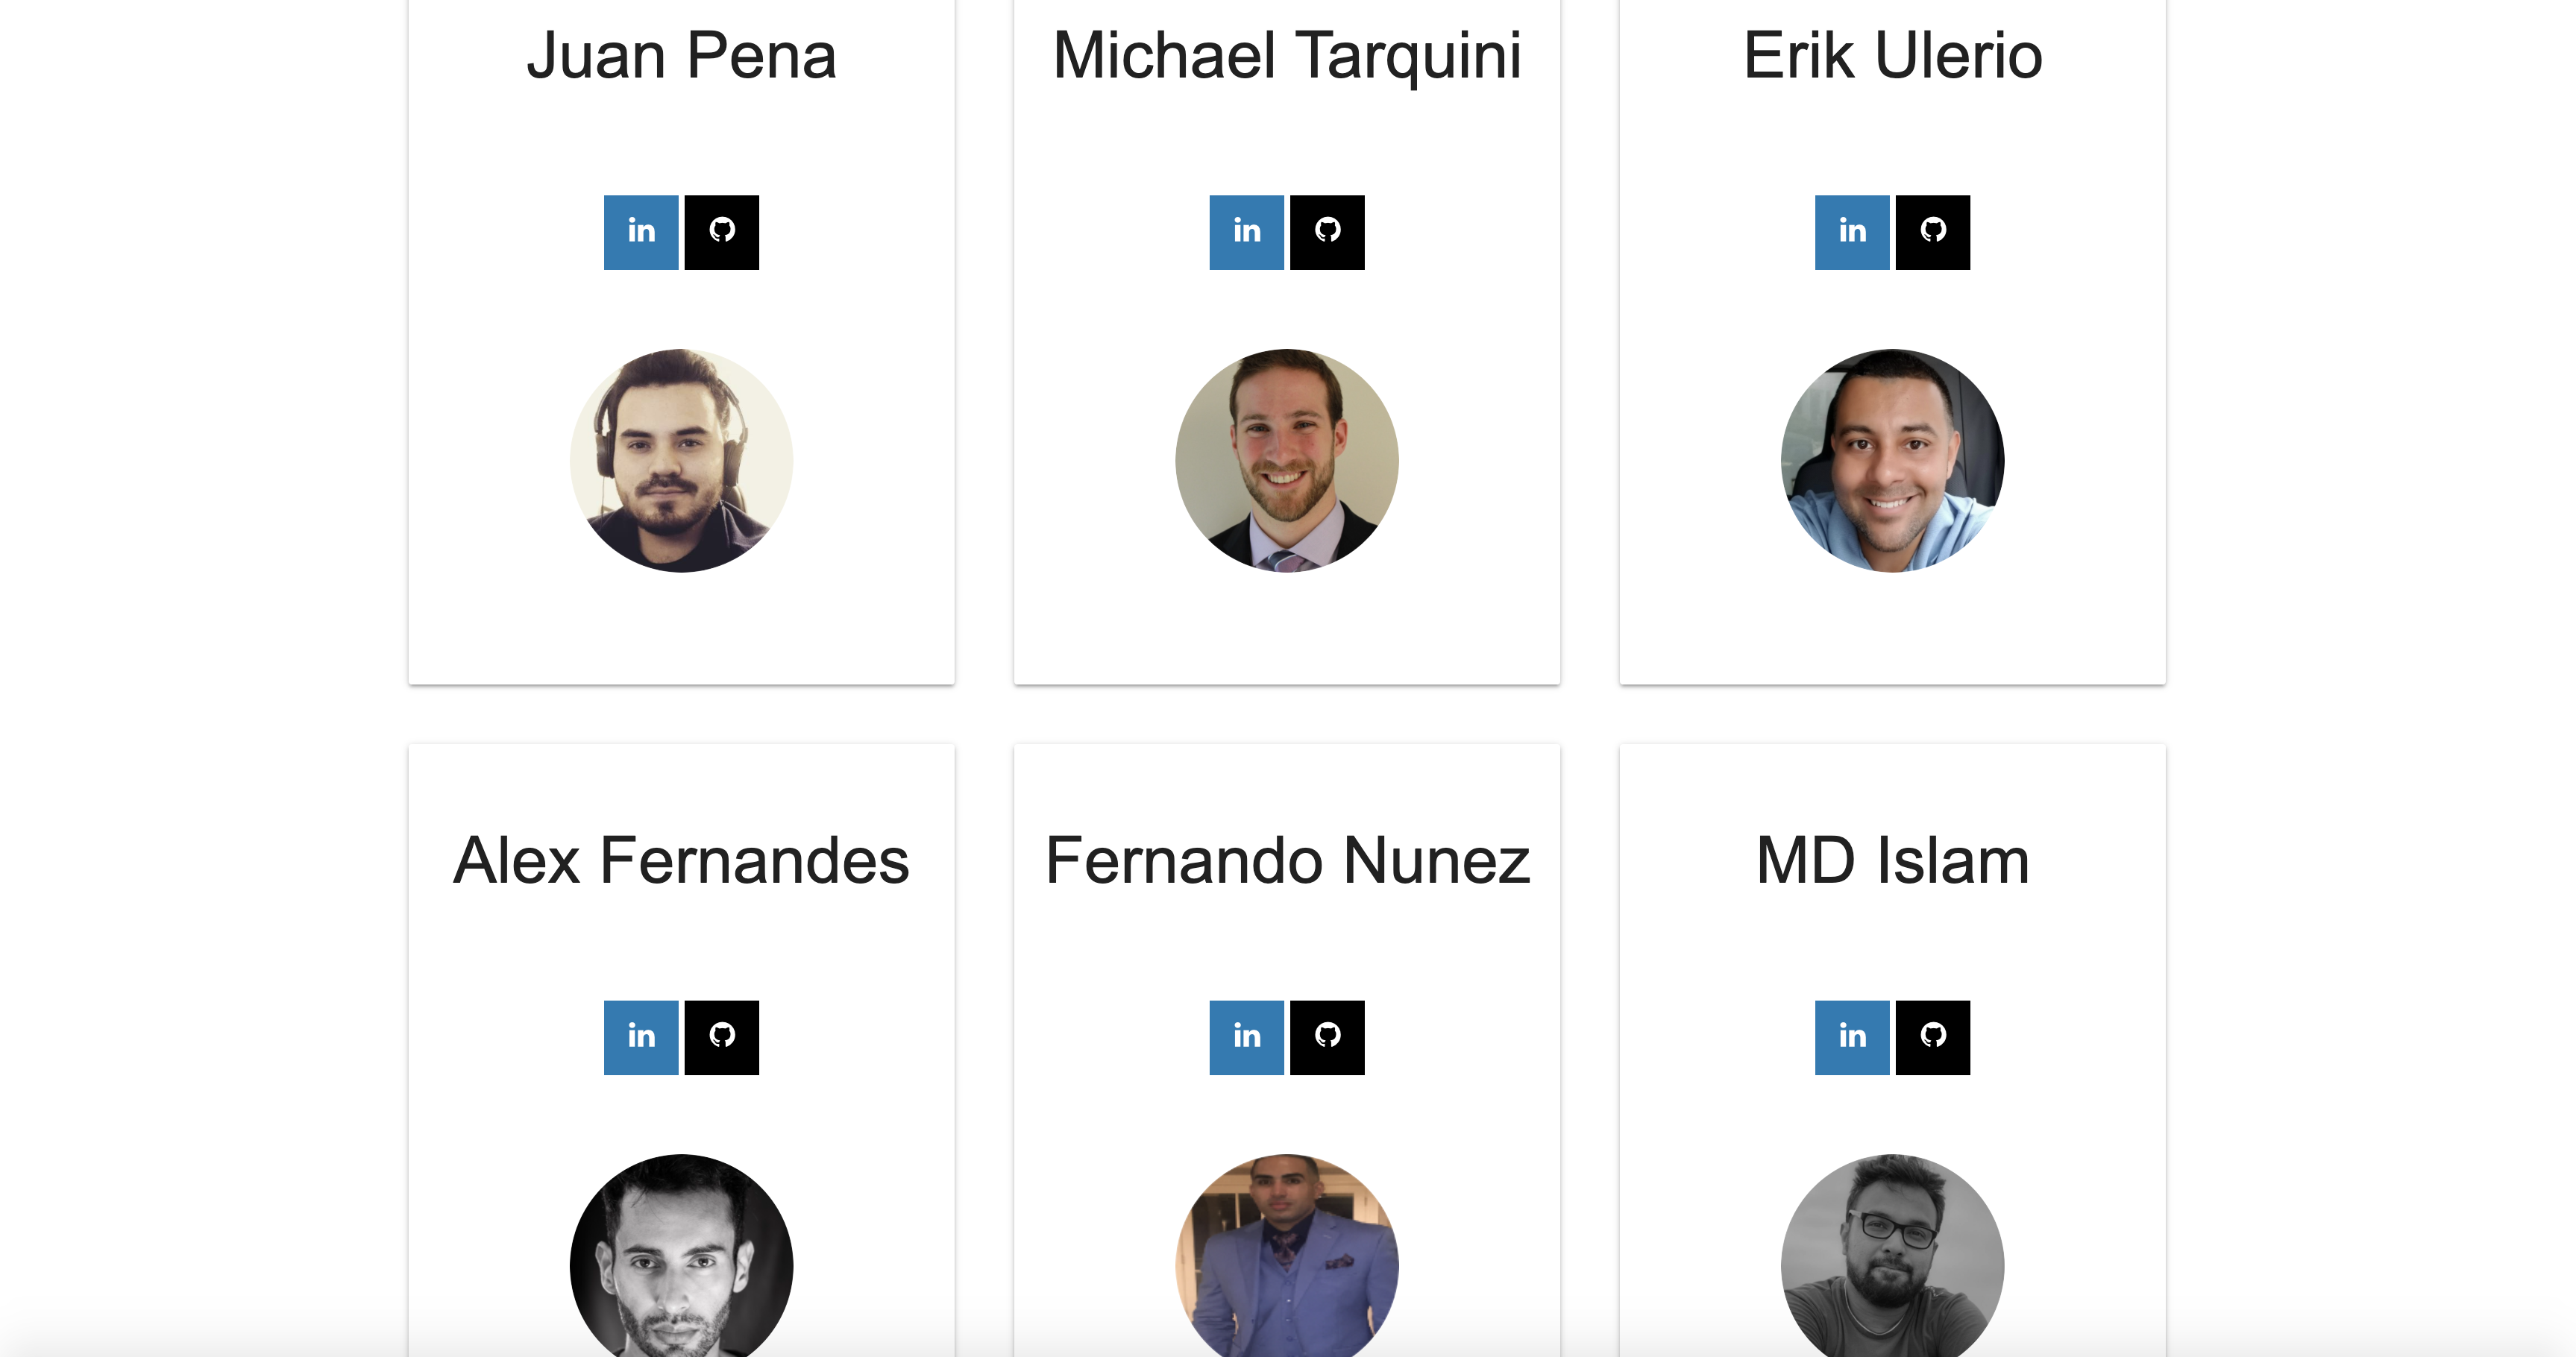 Juan Pena
Michael Tarquini
Erik Ulerio
in
in
in
Alex Fernandes
Fernando Nunez
MD Islam
in
in
in